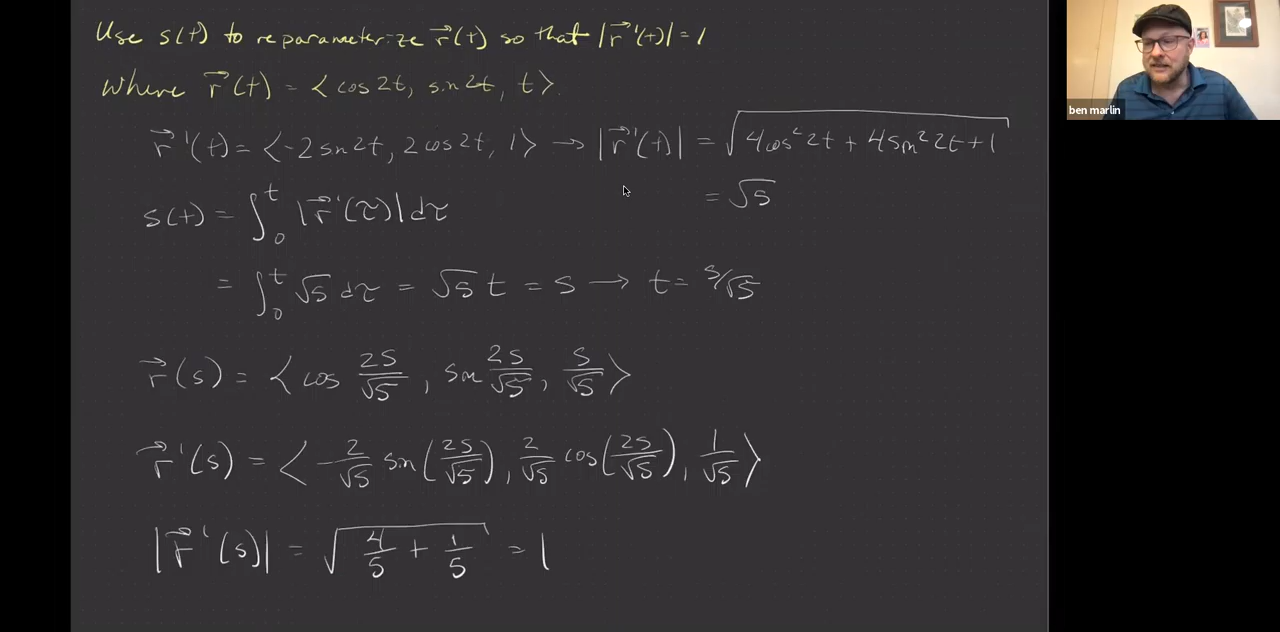 Use s(t) to reparameterize r⃗(t) so that |r⃗'(t)| = 1
Where r⃗(t) = ⟨cos 2t, sin 2t, t⟩
r⃗'(t) = ⟨-2 sin 2t, 2 cos 2t, 1⟩ → |r⃗'(t)| = √(4cos²2t + 4sin²2t + 1)
= √5
s(t) = ∫₀ᵗ |r⃗'(τ)| dτ
= ∫₀ᵗ √5 dτ = √5 t = s → t = s/√5
r⃗(s) = ⟨cos 2s/√5, sin 2s/√5, s/√5⟩
r⃗'(s) = ⟨-2/√5 sin(2s/√5), 2/√5 cos(2s/√5), 1/√5⟩
|r⃗'(s)| = √(4/5 + 1/5) = 1
ben marlin